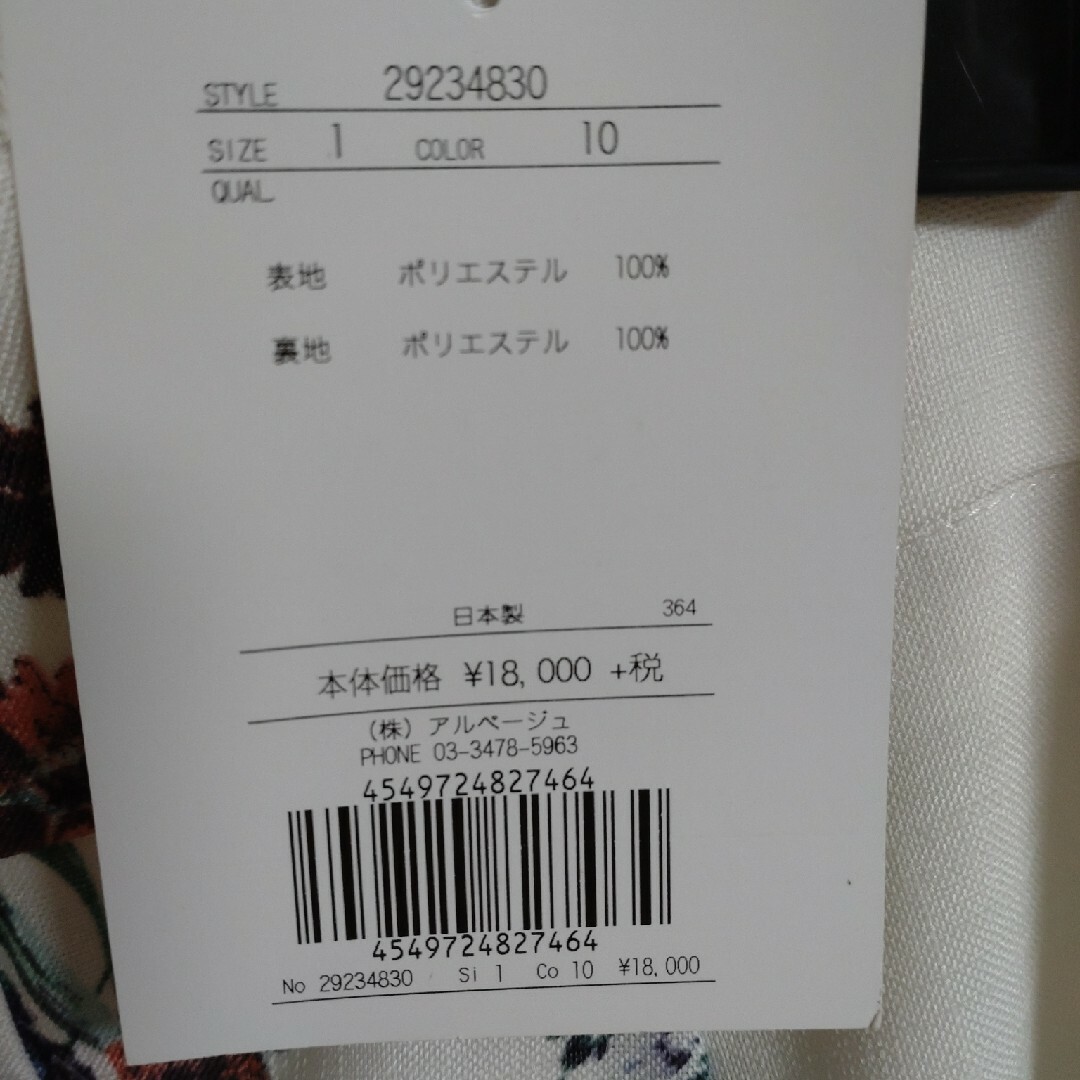 STYLE 29234830
SIZE 1 COLOR 10
QUAL
表地 ポリエステル 100%
裏地 ポリエステル 100%
日本製 364
本体価格 ¥18,000 +税
(株) アルページュ
PHONE 03-3478-5963
4549724827464
4549724827464
No 29234830 Si 1 Co 10 ¥18,000